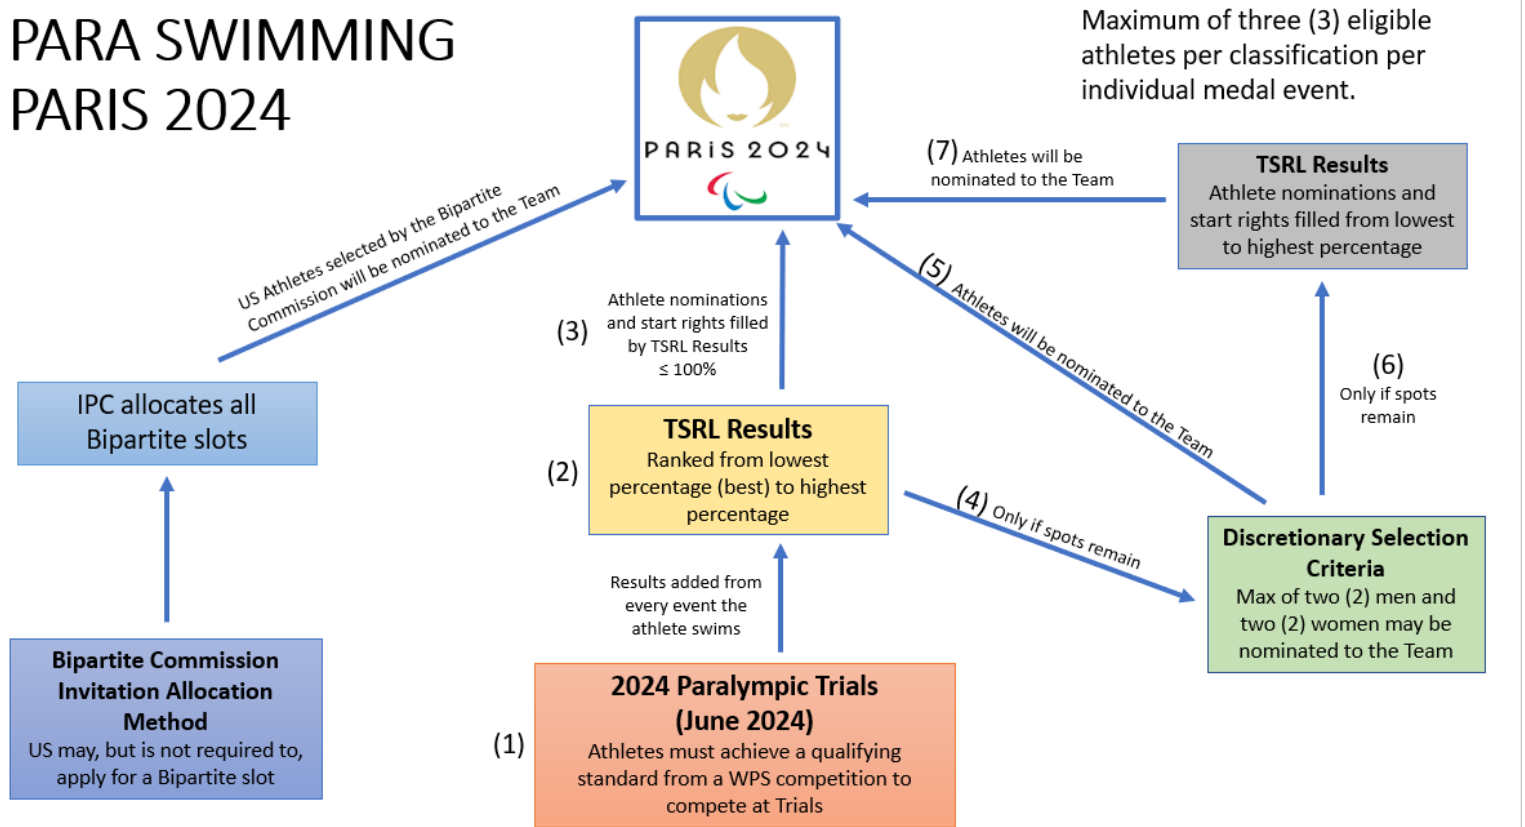 PARA SWIMMING
PARIS 2024
PARIS 2024
Maximum of three (3) eligible
athletes per classification per
individual medal event.
(7) Athletes will be
nominated to the Team
TSRL Results
Athlete nominations and
start rights filled from lowest
to highest percentage
US Athletes selected by the Bipartite
Commission will be nominated to the Team
(3)
Athlete nominations
and start rights filled
by TSRL Results
≤ 100%
(5) Athletes will be nominated to the Team
(6)
Only if spots
remain
IPC allocates all
Bipartite slots
(2)
TSRL Results
Ranked from lowest
percentage (best) to highest
percentage
(4) Only if spots remain
Discretionary Selection
Criteria
Max of two (2) men and
two (2) women may be
nominated to the Team
Results added from
every event the
athlete swims
Bipartite Commission
Invitation Allocation
Method
US may, but is not required to,
apply for a Bipartite slot
(1)
2024 Paralympic Trials
(June 2024)
Athletes must achieve a qualifying
standard from a WPS competition to
compete at Trials